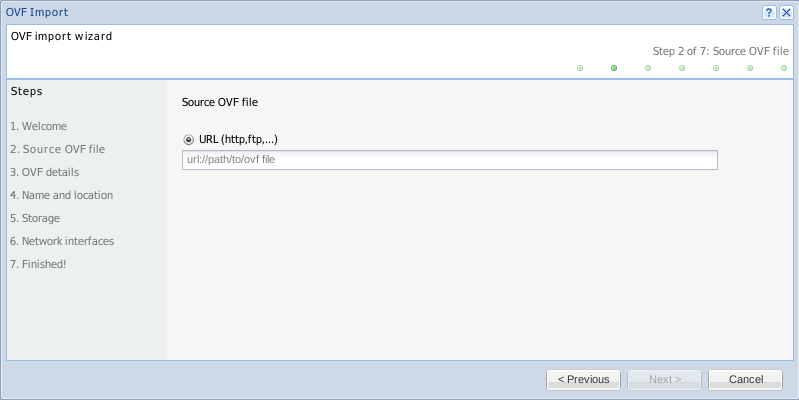 OVF Import
?
OVF import wizard
Step 2 of 7: Source OVF file
Steps
1. Welcome
2. Source OVF file
3. OVF details
4. Name and location
5. Storage
6. Network interfaces
7. Finished!
Source OVF file
URL (http,ftp,...)
url://path/to/ovf file
< Previous
Next >
Cancel